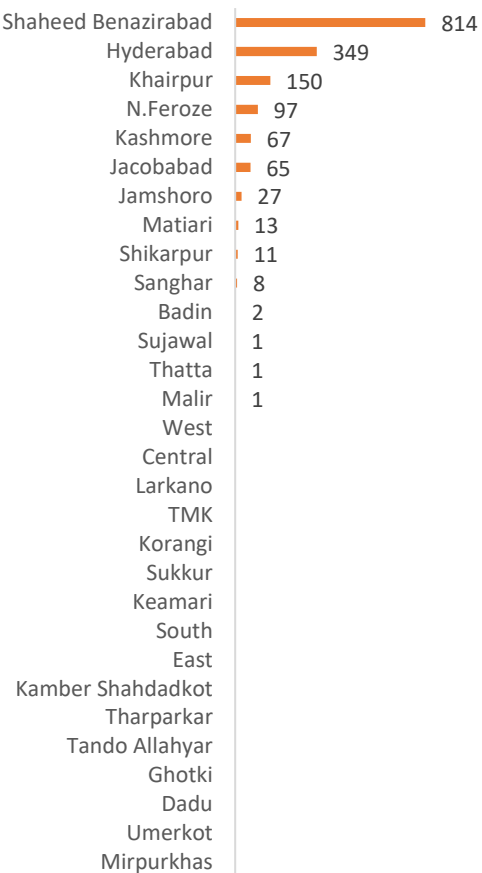 Shaheed Benazirabad 814
Hyderabad 349
Khairpur 150
N.Feroze 97
Kashmore 67
Jacobabad 65
Jamshoro 27
Matiari 13
Shikarpur 11
Sanghar 8
Badin 2
Sujawal 1
Thatta 1
Malir 1
West
Central
Larkano
TMK
Korangi
Sukkur
Keamari
South
East
Kamber Shahdadkot
Tharparkar
Tando Allahyar
Ghotki
Dadu
Umerkot
Mirpurkhas